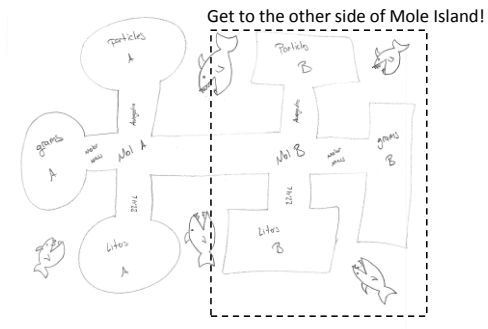 Get to the other side of Mole Island!
particles
A
Particles
B
Avogadro
Avogadro
grams
A
molar
mass
Mol A
Mol B
molar
mass
grams
B
22.4L
22.4L
Liters
A
Liters
B